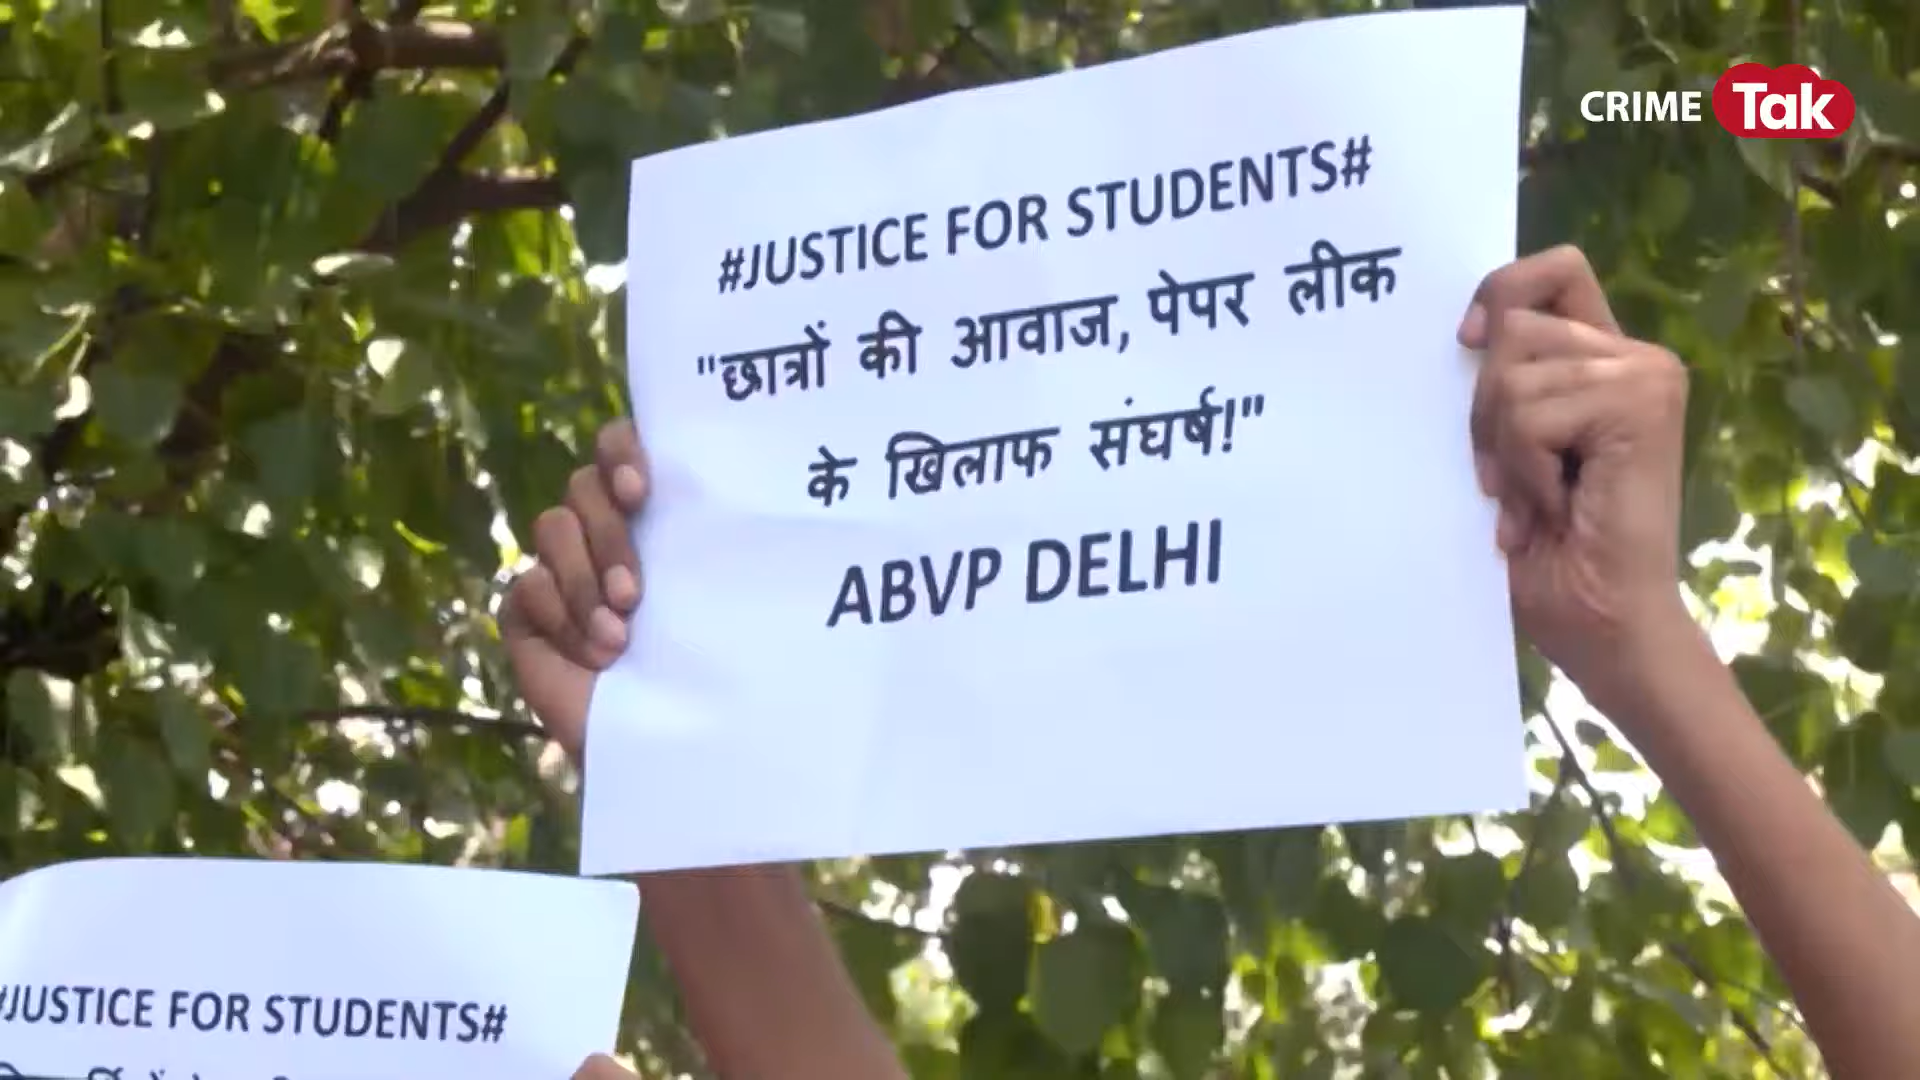 CRIME Tak
#JUSTICE FOR STUDENTS#
"छात्रों की आवाज, पेपर लीक
के खिलाफ संघर्ष!"
ABVP DELHI
#JUSTICE FOR STUDENTS#